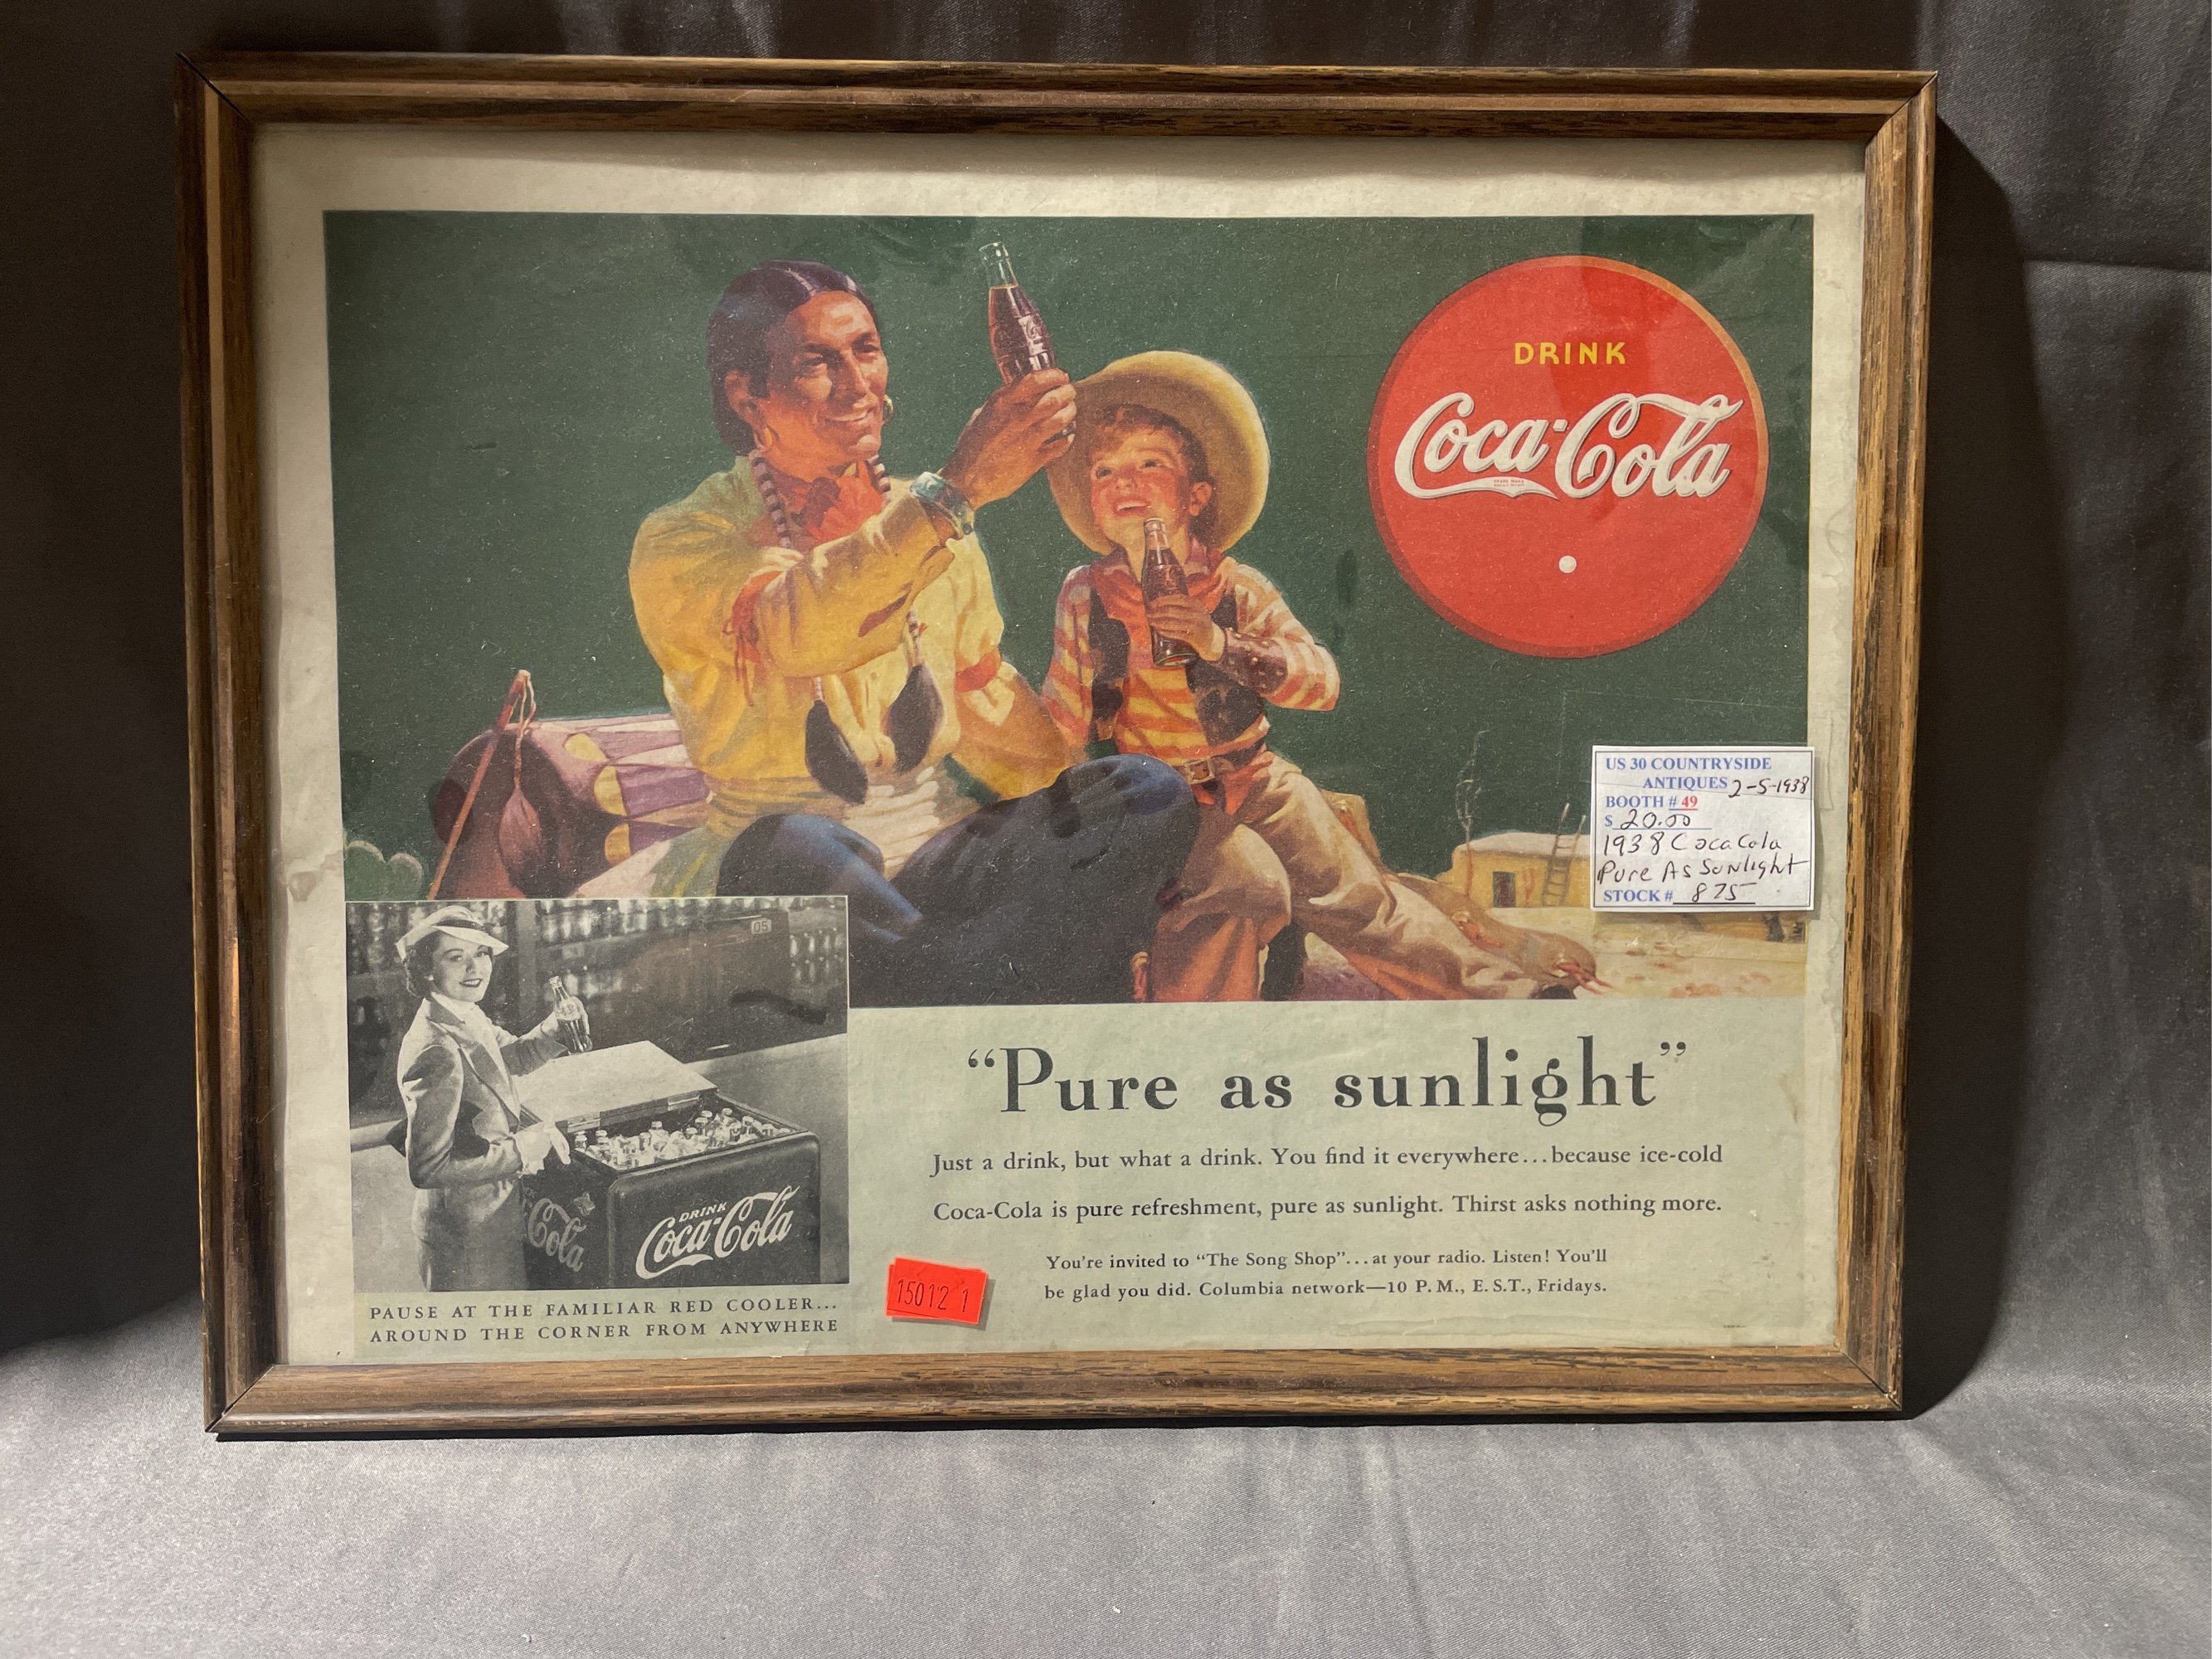 DRINK
Coca-Cola
US 30 COUNTRYSIDE
ANTIQUES 2-5-1938
BOOTH # 49
$ 20.00
1938 Coca Cola
Pure As Sunlight
STOCK # 875
05
DRINK
Coca-Cola
Cola
PAUSE AT THE FAMILIAR RED COOLER...
AROUND THE CORNER FROM ANYWHERE
“Pure as sunlight”
Just a drink, but what a drink. You find it everywhere...because ice-cold
Coca-Cola is pure refreshment, pure as sunlight. Thirst asks nothing more.
You're invited to “The Song Shop”...at your radio. Listen! You'll
be glad you did. Columbia network—10 P. M., E. S. T., Fridays.
15012 1